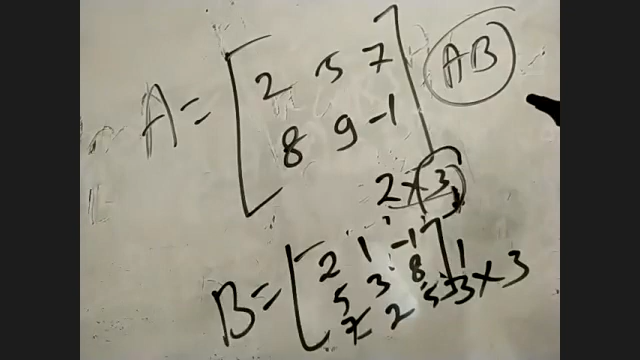 A = [2 5 7
8 9 -1]
AB
2×3
B = [2 1 -1
5 3 8
7 2 5]
3×3